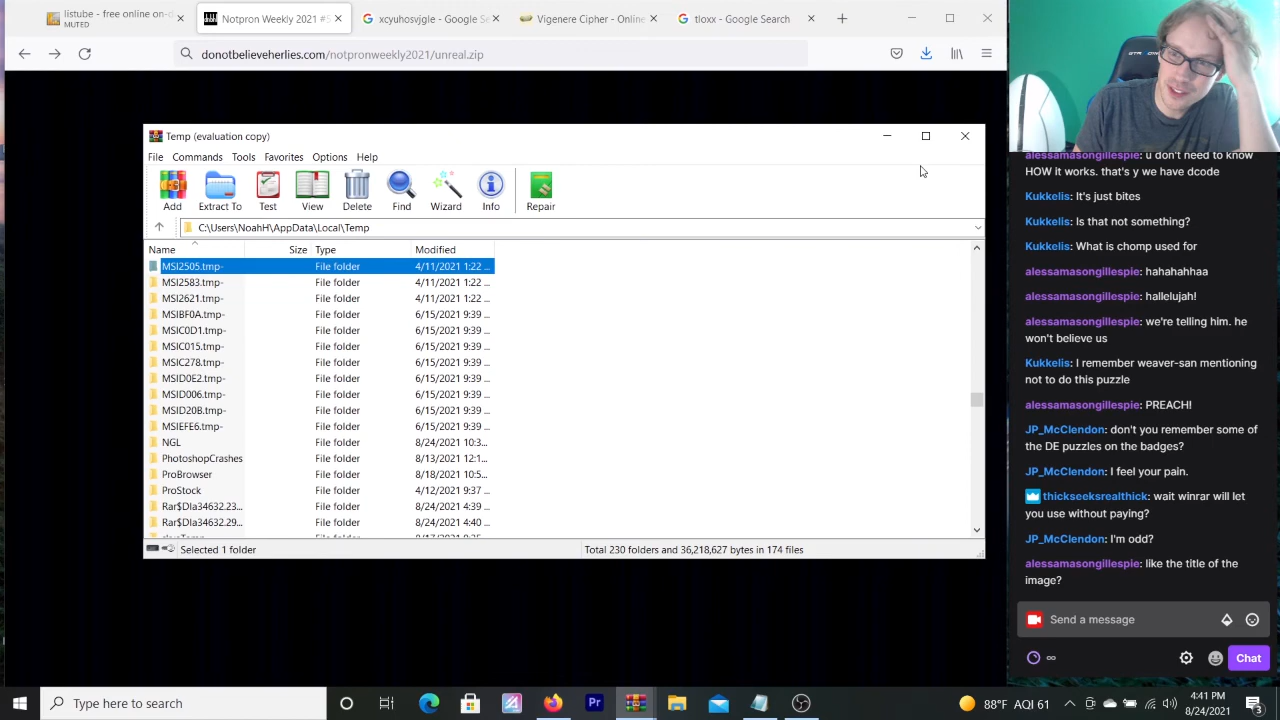 listube - free online on-d
MUTED
Notpron Weekly 2021 #5
xcyuhosvjgle - Google Se
Vigenere Cipher - Online
tioxx - Google Search
donotbelieveherlies.com/notpronweekly2021/unreal.zip
Temp (evaluation copy)
File Commands Tools Favorites Options Help
Add Extract To Test View Delete Find Wizard Info Repair
C:\Users\NoahH\AppData\Local\Temp
Name Size Type Modified
MSI2505.tmp- File folder 4/11/2021 1:22 ...
MSI2583.tmp- File folder 4/11/2021 1:22 ...
MSI2621.tmp- File folder 4/11/2021 1:22 ...
MSIBF0A.tmp- File folder 6/15/2021 9:39 ...
MSIC0D1.tmp- File folder 6/15/2021 9:39 ...
MSIC015.tmp- File folder 6/15/2021 9:39 ...
MSIC278.tmp- File folder 6/15/2021 9:39 ...
MSID0E2.tmp- File folder 6/15/2021 9:39 ...
MSID006.tmp- File folder 6/15/2021 9:39 ...
MSID20B.tmp- File folder 6/15/2021 9:39 ...
MSIEFE6.tmp- File folder 6/15/2021 9:39 ...
NGL File folder 8/24/2021 10:3...
PhotoshopCrashes File folder 8/13/2021 12:1...
ProBrowser File folder 8/18/2021 10:5...
ProStock File folder 4/12/2021 9:37 ...
Rar$DIa34632.23... File folder 8/24/2021 4:39 ...
Rar$DIa34632.29... File folder 8/24/2021 4:40 ...
Selected 1 folder
Total 230 folders and 36,218,627 bytes in 174 files
alessamasongillespie: u don't need to know
HOW it works. that's y we have dcode
Kukkelis: It's just bites
Kukkelis: Is that not something?
Kukkelis: What is chomp used for
alessamasongillespie: hahahahhaa
alessamasongillespie: hallelujah!
alessamasongillespie: we're telling him. he
won't believe us
Kukkelis: I remember weaver-san mentioning
not to do this puzzle
alessamasongillespie: PREACH!
JP_McClendon: don't you remember some of
the DE puzzles on the badges?
JP_McClendon: I feel your pain.
thickseeksrealthick: wait winrar will let
you use without paying?
JP_McClendon: I'm odd?
alessamasongillespie: like the title of the
image?
Send a message
Chat
Type here to search
88°F AQI 61
4:41 PM
8/24/2021
3